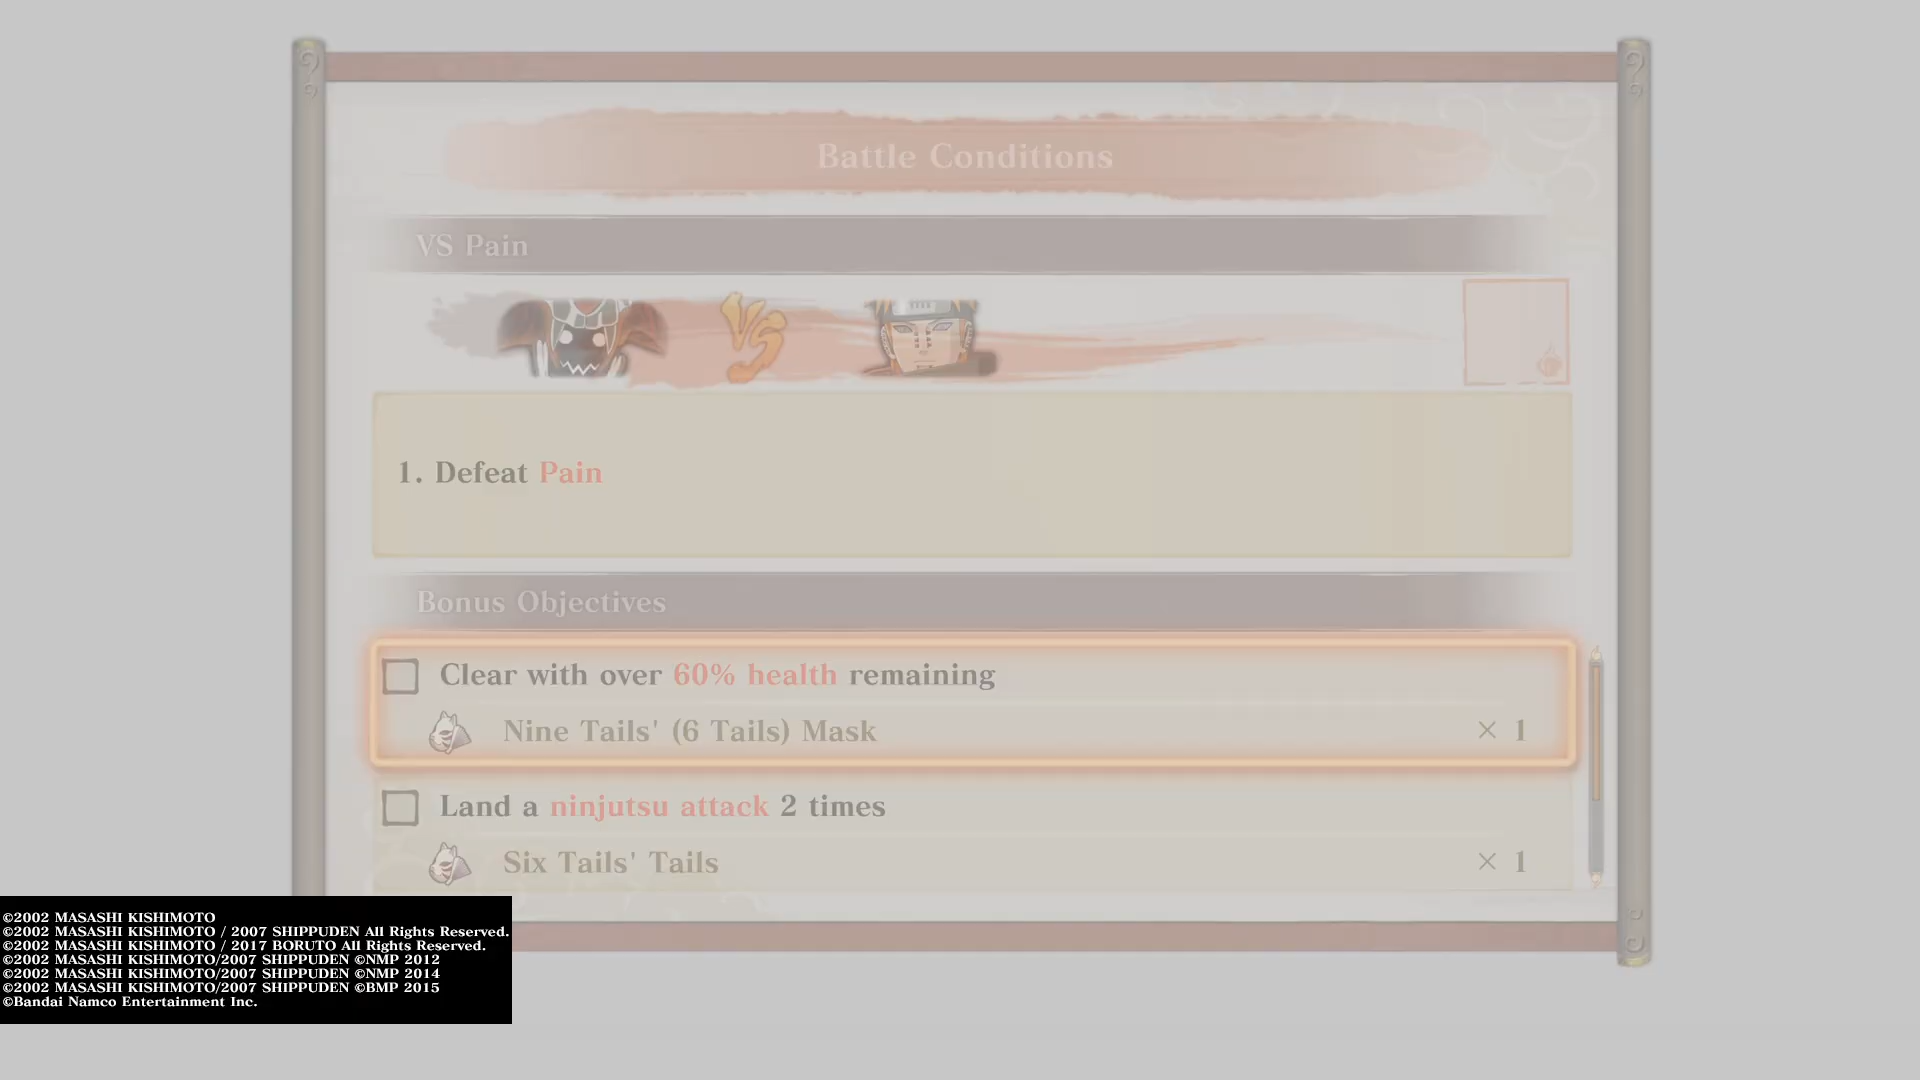 Battle Conditions
VS Pain
VS
1. Defeat Pain
Bonus Objectives
Clear with over 60% health remaining
Nine Tails' (6 Tails) Mask × 1
Land a ninjutsu attack 2 times
Six Tails' Tails × 1
©2002 MASASHI KISHIMOTO
©2002 MASASHI KISHIMOTO / 2007 SHIPPUDEN All Rights Reserved.
©2002 MASASHI KISHIMOTO / 2017 BORUTO All Rights Reserved.
©2002 MASASHI KISHIMOTO/2007 SHIPPUDEN ©NMP 2012
©2002 MASASHI KISHIMOTO/2007 SHIPPUDEN ©NMP 2014
©2002 MASASHI KISHIMOTO/2007 SHIPPUDEN ©BMP 2015
©Bandai Namco Entertainment Inc.